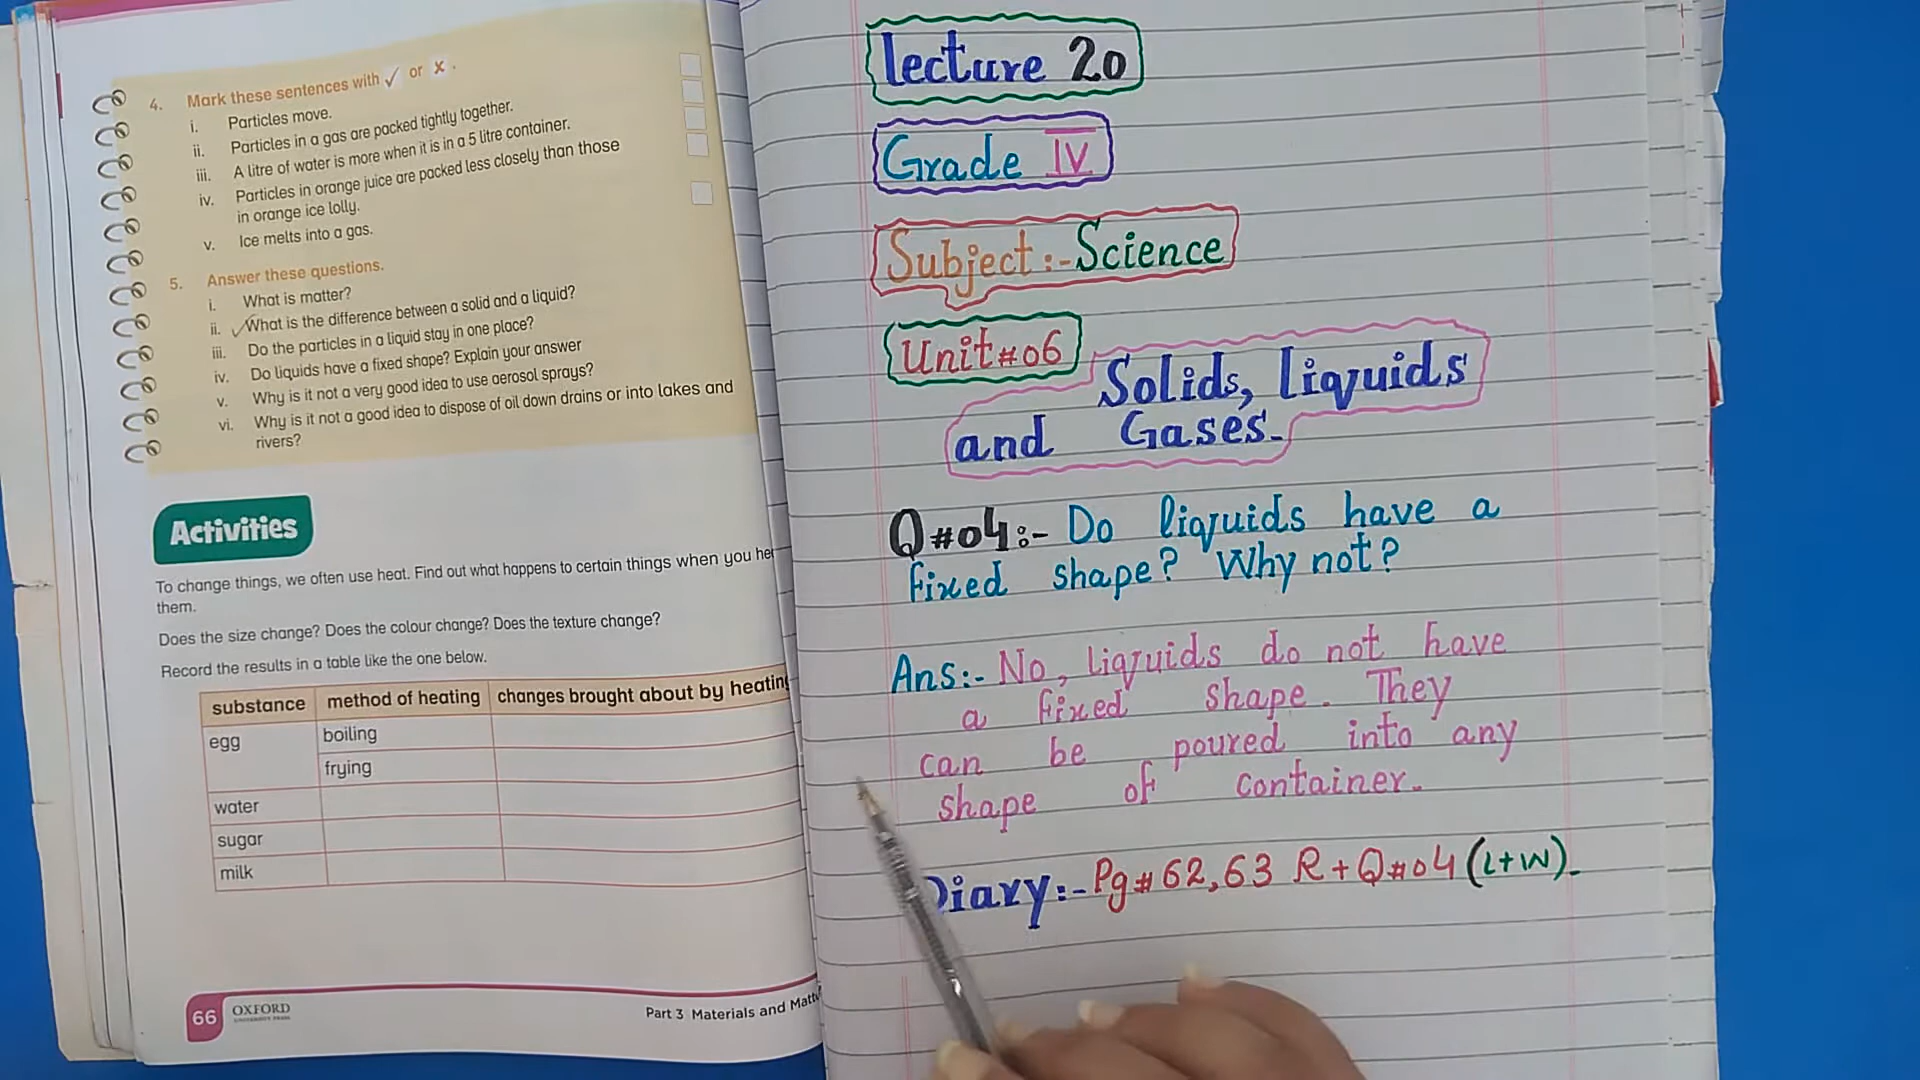 4. Mark these sentences with ✓ or x.
i. Particles move.
ii. Particles in a gas are packed tightly together.
iii. A litre of water is more when it is in a 5 litre container.
iv. Particles in orange juice are packed less closely than those
in orange ice lolly.
v. Ice melts into a gas.
5. Answer these questions.
i. What is matter?
ii. ✓ What is the difference between a solid and a liquid?
iii. Do the particles in a liquid stay in one place?
iv. Do liquids have a fixed shape? Explain your answer
v. Why is it not a very good idea to use aerosol sprays?
vi. Why is it not a good idea to dispose of oil down drains or into lakes and
rivers?
Activities
To change things, we often use heat. Find out what happens to certain things when you
them.
Does the size change? Does the colour change? Does the texture change?
Record the results in a table like the one below.
substance method of heating changes brought about by heating
egg boiling
frying
water
sugar
milk
66 OXFORD
Part 3 Materials and
lecture 20
Grade IV
Subject:-Science
Unit#06 Solids, liquids
and Gases.
Q#04:- Do liquids have a
fixed shape? Why not?
Ans:- No, liquids do not have
a fixed shape. They
can be poured into any
shape of container.
Diary:- Pg#62,63 R+Q#04(L+W).